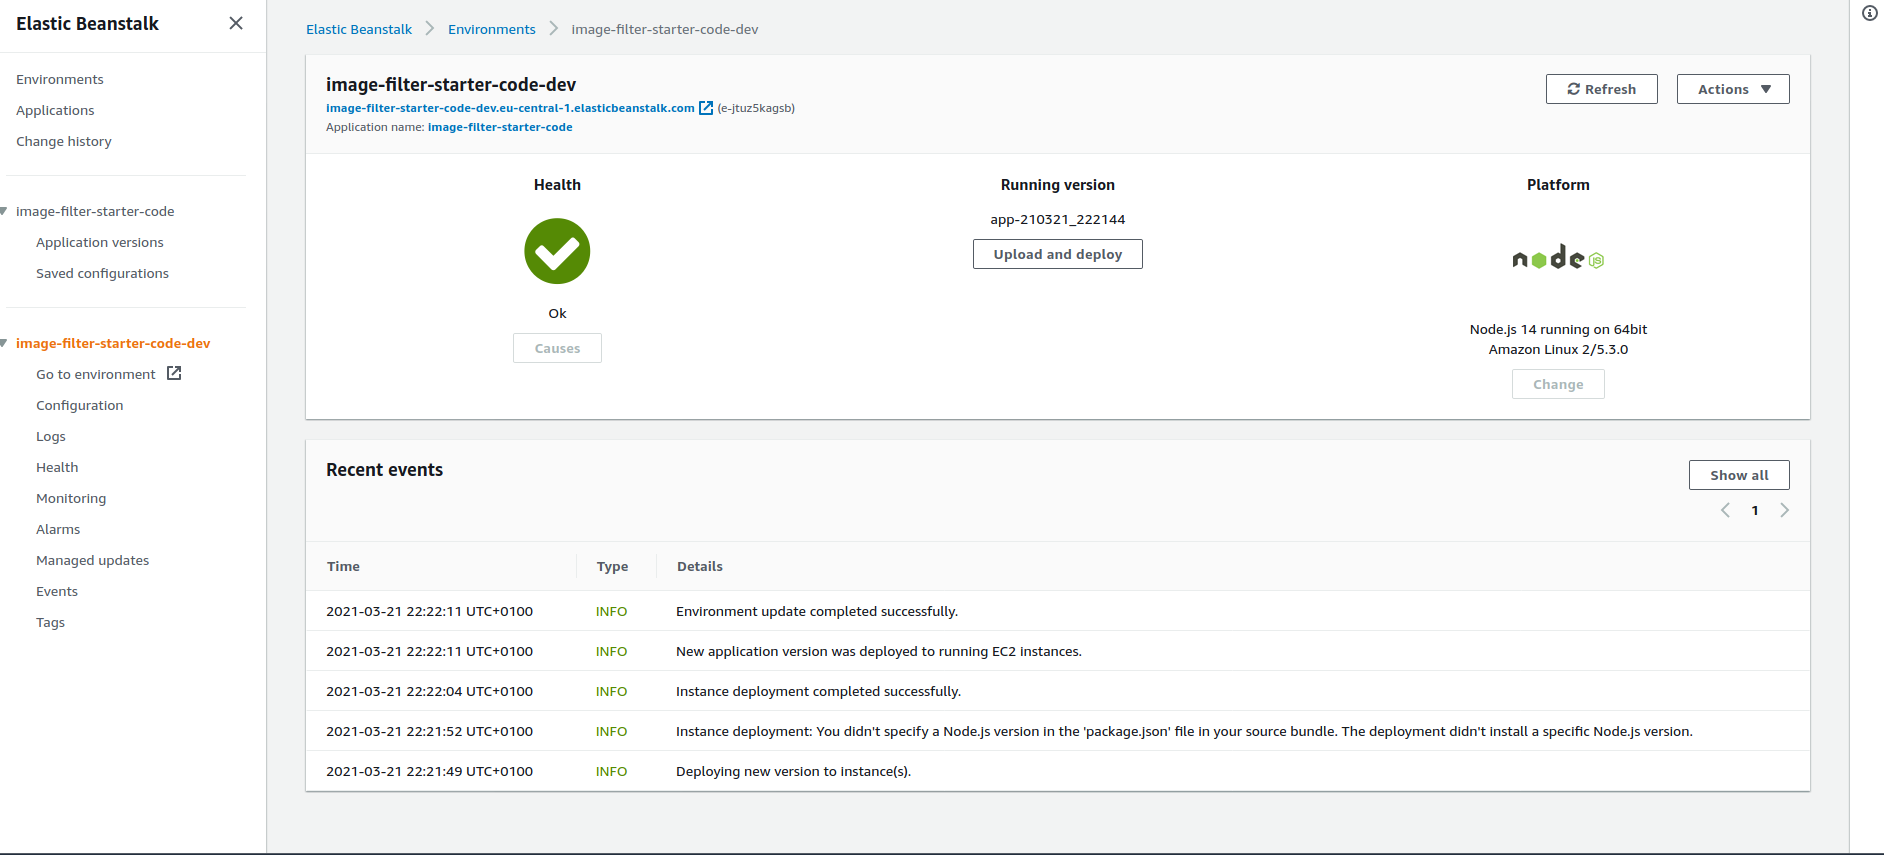 Elastic Beanstalk
Environments
Applications
Change history
image-filter-starter-code
Application versions
Saved configurations
image-filter-starter-code-dev
Go to environment
Configuration
Logs
Health
Monitoring
Alarms
Managed updates
Events
Tags
Elastic Beanstalk Environments image-filter-starter-code-dev
image-filter-starter-code-dev
image-filter-starter-code-dev.eu-central-1.elasticbeanstalk.com (e-jtuz5kagsb)
Application name: image-filter-starter-code
Refresh
Actions
Health
Ok
Causes
Running version
app-210321_222144
Upload and deploy
Platform
node JS
Node.js 14 running on 64bit
Amazon Linux 2/5.3.0
Change
Recent events
Show all
1
Time Type Details
2021-03-21 22:22:11 UTC+0100 INFO Environment update completed successfully.
2021-03-21 22:22:11 UTC+0100 INFO New application version was deployed to running EC2 instances.
2021-03-21 22:22:04 UTC+0100 INFO Instance deployment completed successfully.
2021-03-21 22:21:52 UTC+0100 INFO Instance deployment: You didn't specify a Node.js version in the 'package.json' file in your source bundle. The deployment didn't install a specific Node.js version.
2021-03-21 22:21:49 UTC+0100 INFO Deploying new version to instance(s).